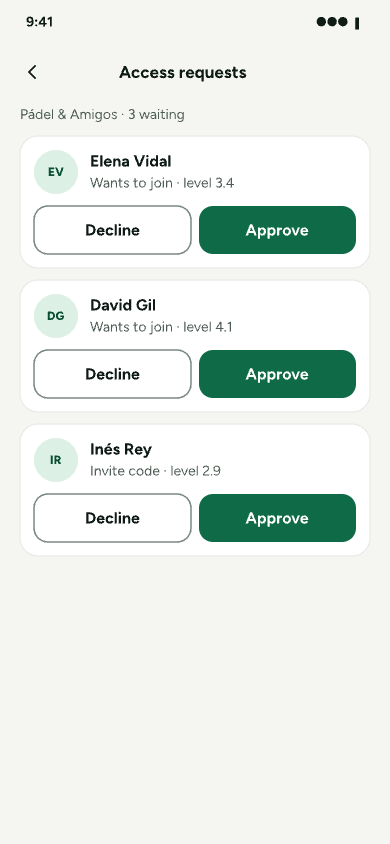 9:41
Access requests
Pádel & Amigos · 3 waiting
EV
Elena Vidal
Wants to join · level 3.4
Decline
Approve
DG
David Gil
Wants to join · level 4.1
Decline
Approve
IR
Inés Rey
Invite code · level 2.9
Decline
Approve